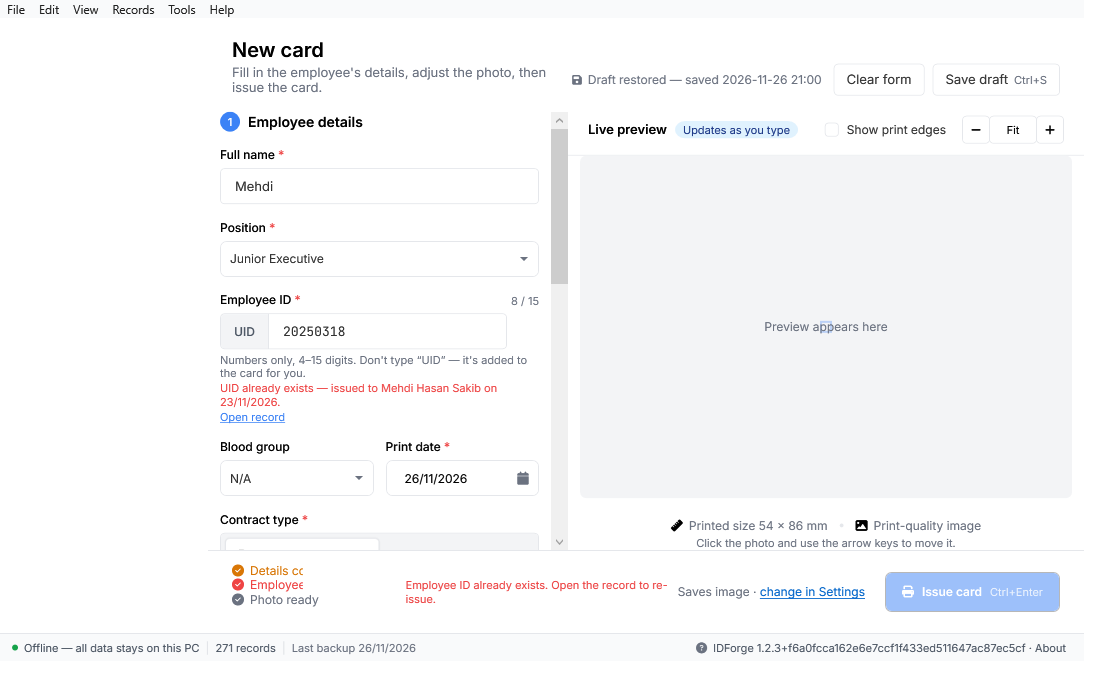 File Edit View Records Tools Help
New card
Fill in the employee's details, adjust the photo, then
issue the card.
Draft restored — saved 2026-11-26 21:00
Clear form
Save draft Ctrl+S
1 Employee details
Full name *
Mehdi
Position *
Junior Executive
Employee ID *
8 / 15
UID 20250318
Numbers only, 4–15 digits. Don't type “UID” — it's added to
the card for you.
UID already exists — issued to Mehdi Hasan Sakib on
23/11/2026.
Open record
Blood group
Print date *
N/A
26/11/2026
Contract type *
Live preview
Updates as you type
Show print edges
− Fit +
Preview appears here
Printed size 54 × 86 mm
Print-quality image
Click the photo and use the arrow keys to move it.
Details
Employee
Photo ready
Employee ID already exists. Open the record to re-
issue.
Saves image · change in Settings
Issue card Ctrl+Enter
Offline — all data stays on this PC
271 records
Last backup 26/11/2026
? IDForge 1.2.3+f6a0fcca162e6e7ccf1f433ed511647ac87ec5cf · About